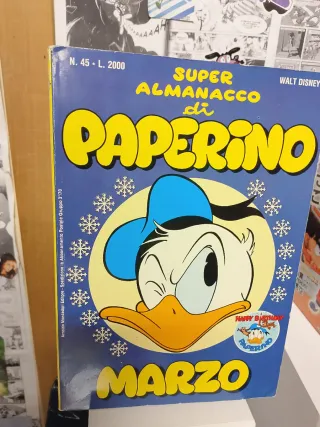 N. 45 • L. 2000
WALT DISNEY
SUPER
ALMANACCO
di
PAPERINO
HAPPY BIRTHDAY
PAPERINO
MARZO